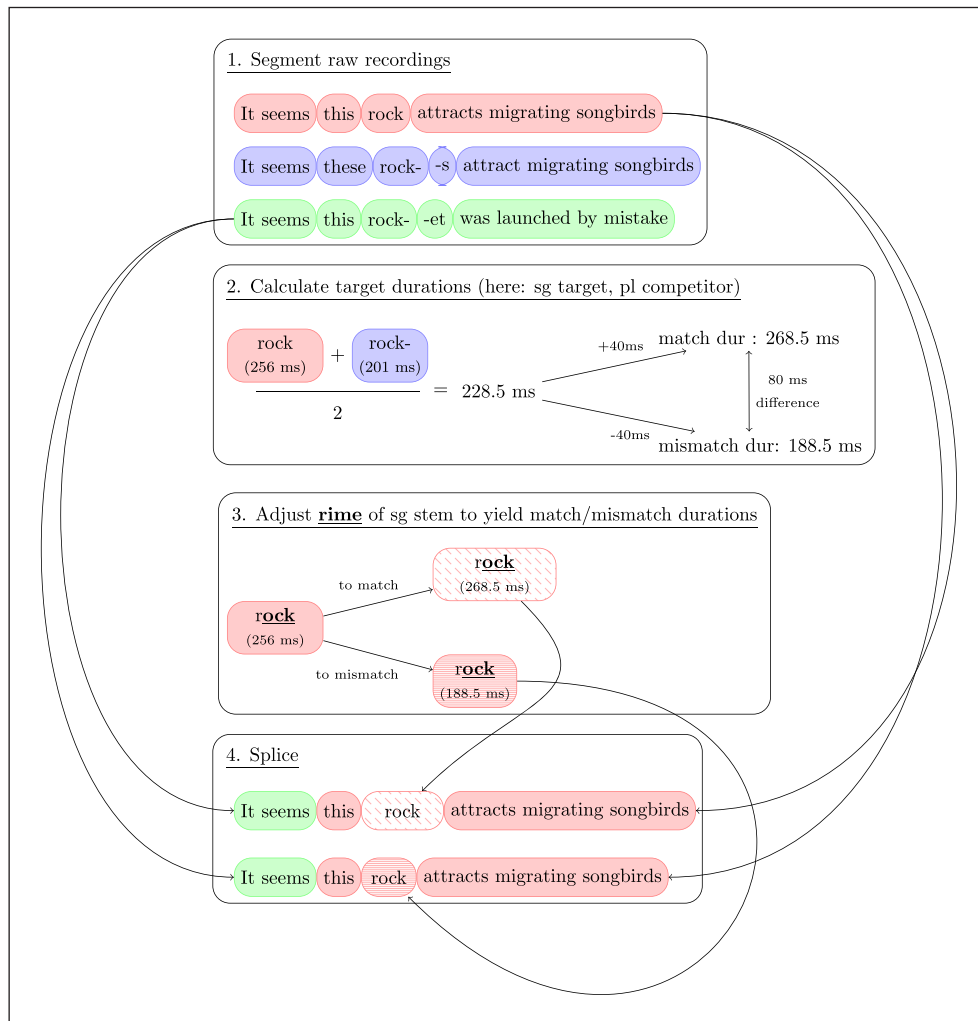 1. Segment raw recordings
It seems this rock attracts migrating songbirds
It seems these rock- -s attract migrating songbirds
It seems this rock- -et was launched by mistake
2. Calculate target durations (here: sg target, pl competitor)
rock (256 ms) + rock- (201 ms)
2
= 228.5 ms
+40ms
match dur : 268.5 ms
80 ms
difference
-40ms
mismatch dur: 188.5 ms
3. Adjust rime of sg stem to yield match/mismatch durations
rock
(256 ms)
to match
rock
(268.5 ms)
to mismatch
rock
(188.5 ms)
4. Splice
It seems this rock attracts migrating songbirds
It seems this rock attracts migrating songbirds